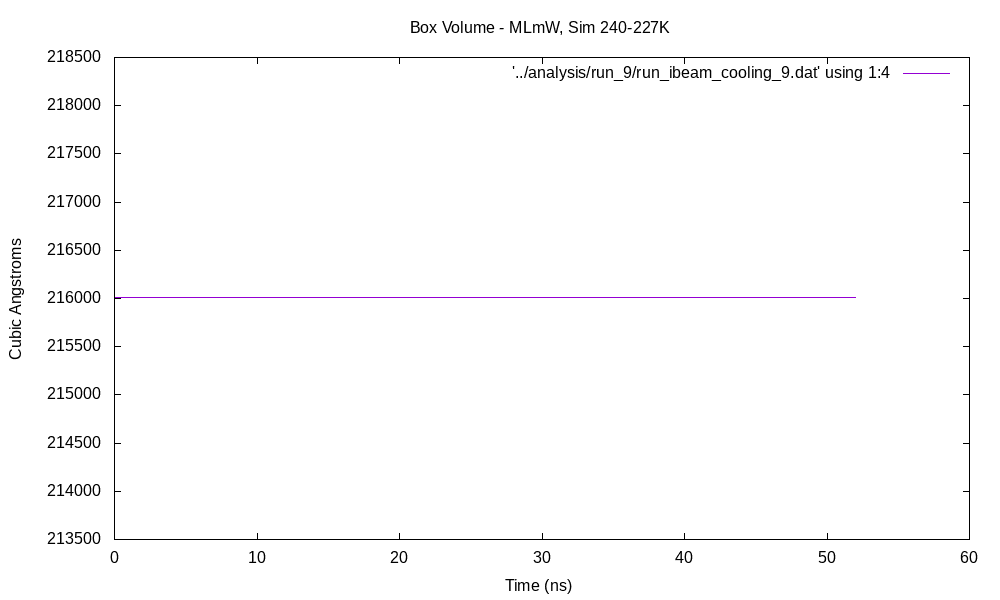 Box Volume - MLmW, Sim 240-227K
'../analysis/run_9/run_ibeam_cooling_9.dat' using 1:4
218500
218000
217500
217000
216500
216000
215500
215000
214500
214000
213500
Cubic Angstroms
0 10 20 30 40 50 60
Time (ns)